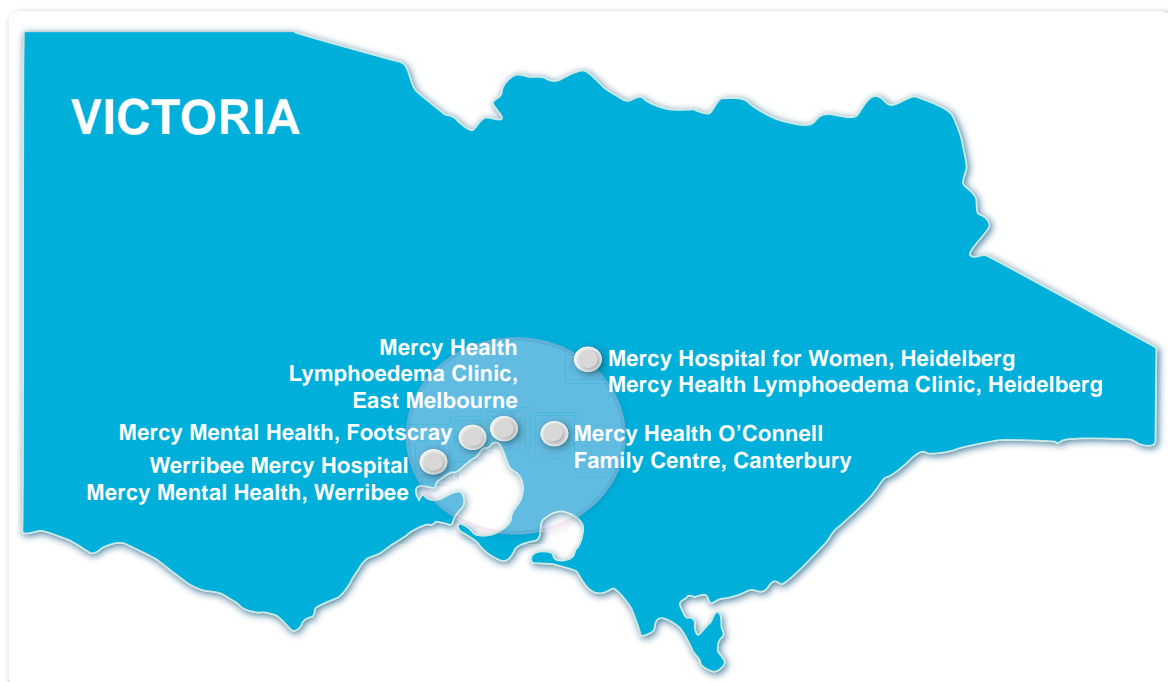 VICTORIA
Mercy Health
Lymphoedema Clinic,
East Melbourne
Mercy Hospital for Women, Heidelberg
Mercy Health Lymphoedema Clinic, Heidelberg
Mercy Mental Health, Footscray
Mercy Health O’Connell
Family Centre, Canterbury
Werribee Mercy Hospital
Mercy Mental Health, Werribee